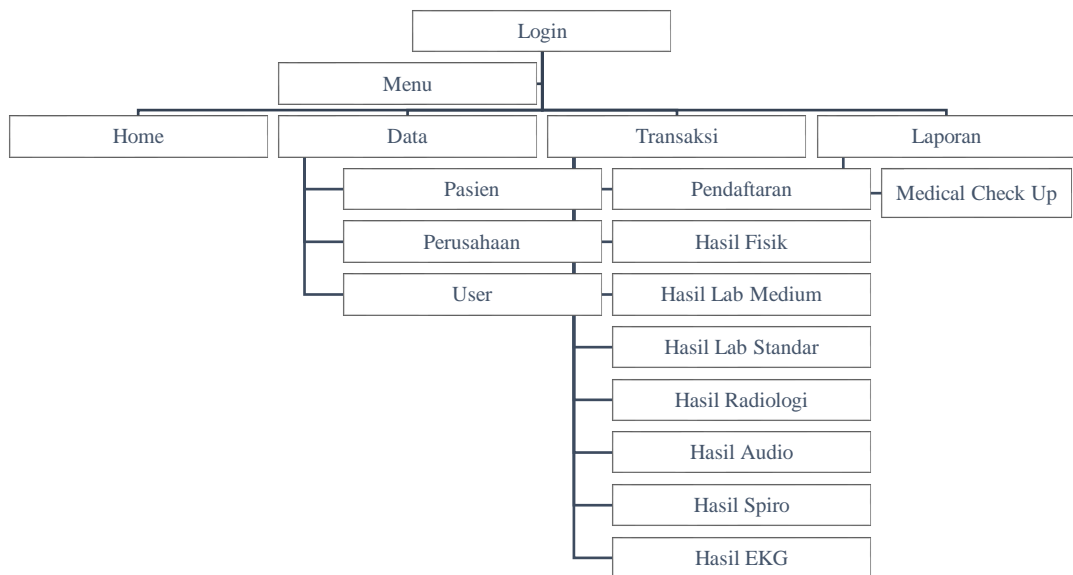 Login
Menu
Home
Data
Transaksi
Laporan
Pasien
Pendaftaran
Medical Check Up
Perusahaan
Hasil Fisik
User
Hasil Lab Medium
Hasil Lab Standar
Hasil Radiologi
Hasil Audio
Hasil Spiro
Hasil EKG